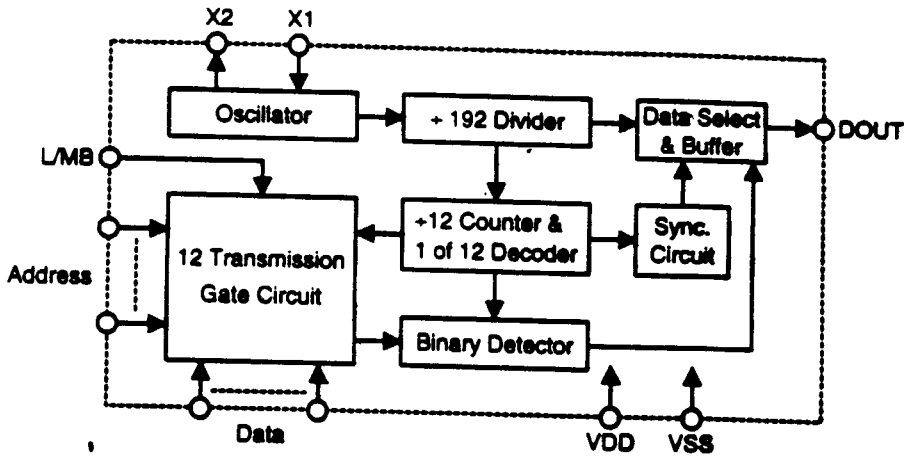 X2
X1
Oscillator
÷ 192 Divider
Data Select
& Buffer
DOUT
L/MB
12 Transmission
Gate Circuit
÷12 Counter &
1 of 12 Decoder
Sync.
Circuit
Address
Binary Detector
Data
VDD
VSS